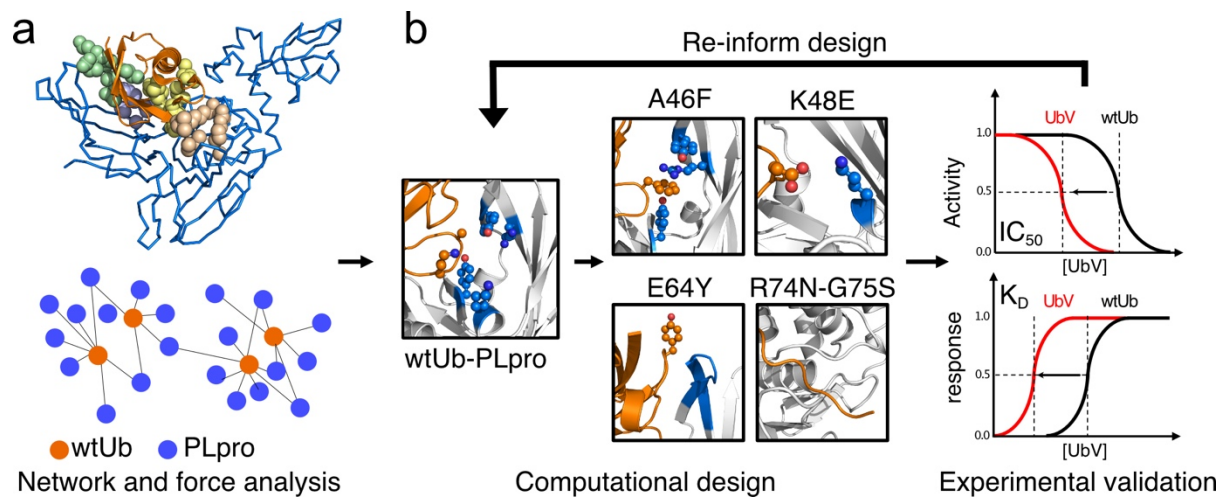 a
b
Re-inform design
A46F
K48E
wtUb-PLpro
E64Y
R74N-G75S
UbV
wtUb
1.0
0.5
0.0
Activity
IC50
[UbV]
KD
UbV
wtUb
1.0
0.5
0.0
response
[UbV]
wtUb
PLpro
Network and force analysis
Computational design
Experimental validation